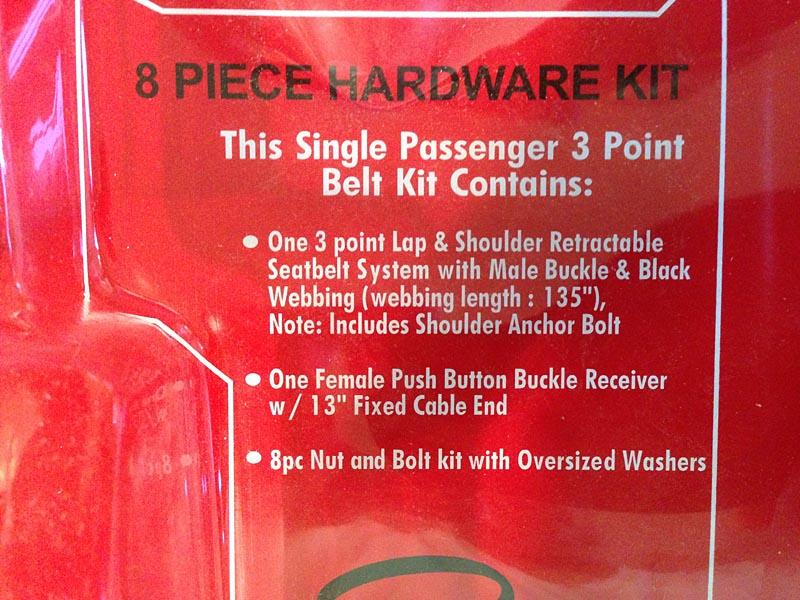 8 PIECE HARDWARE KIT
This Single Passenger 3 Point
Belt Kit Contains:
• One 3 point Lap & Shoulder Retractable
Seatbelt System with Male Buckle & Black
Webbing (webbing length : 135"),
Note: Includes Shoulder Anchor Bolt
• One Female Push Button Buckle Receiver
w/ 13" Fixed Cable End
• 8pc Nut and Bolt kit with Oversized Washers